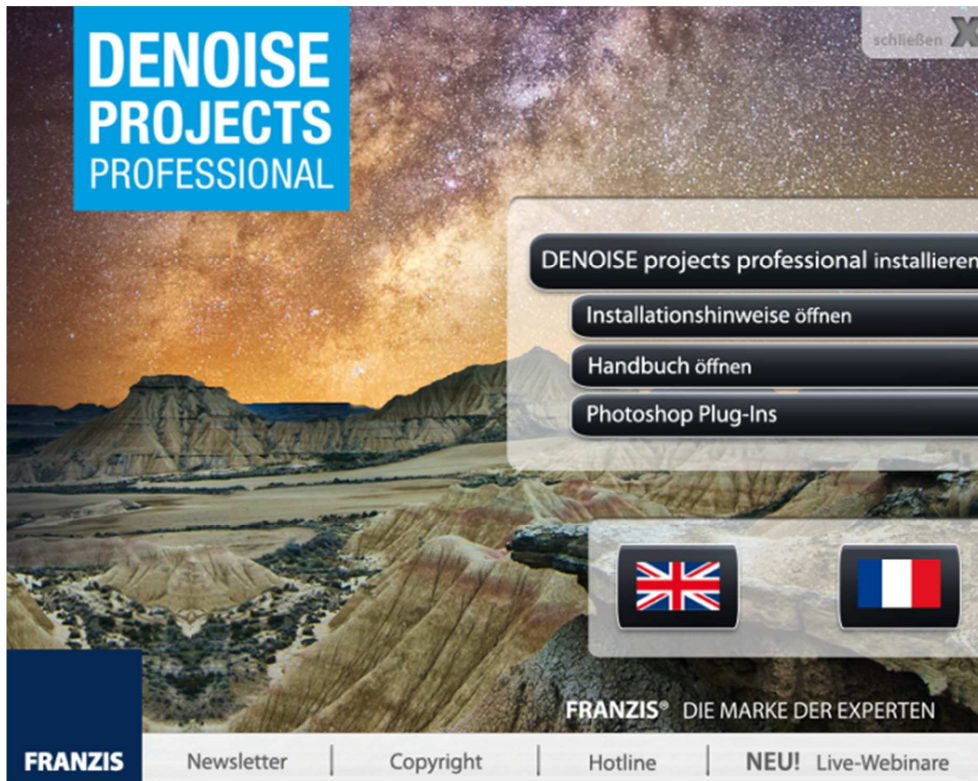 DENOISE
PROJECTS
PROFESSIONAL
schließen X
DENOISE projects professional installieren
Installationshinweise öffnen
Handbuch öffnen
Photoshop Plug-Ins
FRANZIS® DIE MARKE DER EXPERTEN
FRANZIS
Newsletter
Copyright
Hotline
NEU! Live-Webinare